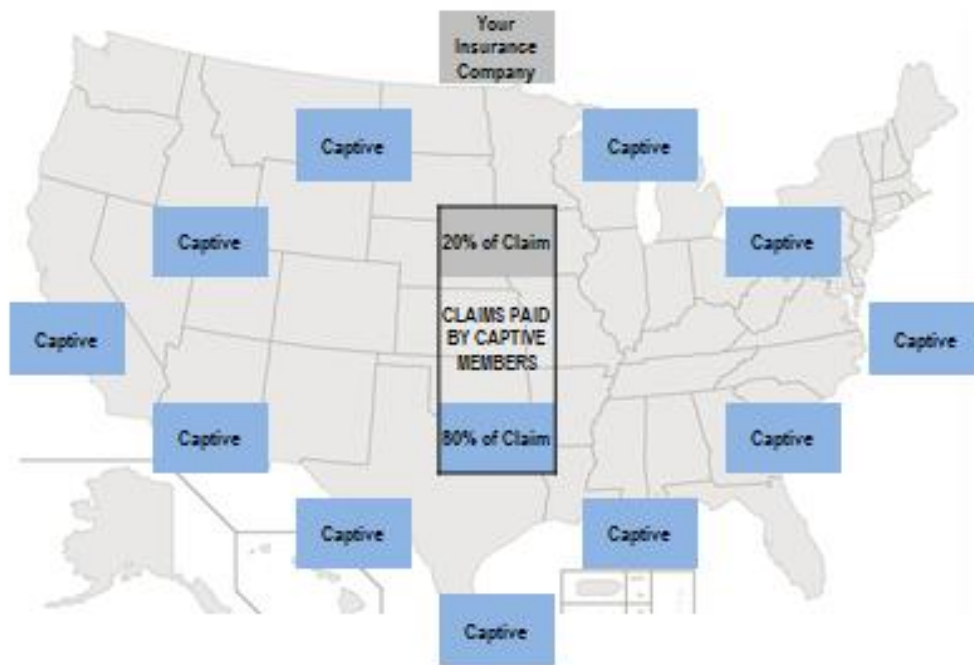 Your
Insurance
Company
Captive
Captive
Captive
20% of Claim
Captive
Captive
CLAIMS PAID
BY CAPTIVE
MEMBERS
Captive
Captive
80% of Claim
Captive
Captive
Captive
Captive